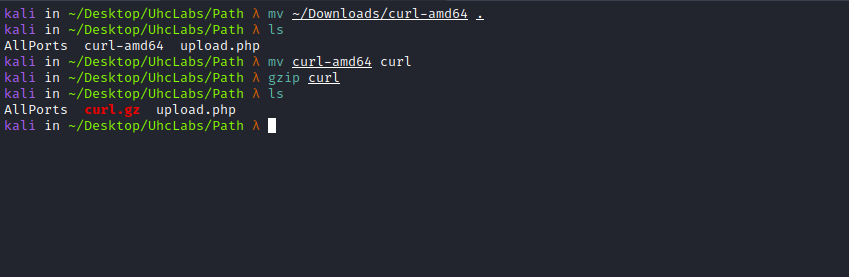 kali in ~/Desktop/UhcLabs/Path λ mv ~/Downloads/curl-amd64 .
kali in ~/Desktop/UhcLabs/Path λ ls
AllPorts  curl-amd64  upload.php
kali in ~/Desktop/UhcLabs/Path λ mv curl-amd64 curl
kali in ~/Desktop/UhcLabs/Path λ gzip curl
kali in ~/Desktop/UhcLabs/Path λ ls
AllPorts  curl.gz  upload.php
kali in ~/Desktop/UhcLabs/Path λ